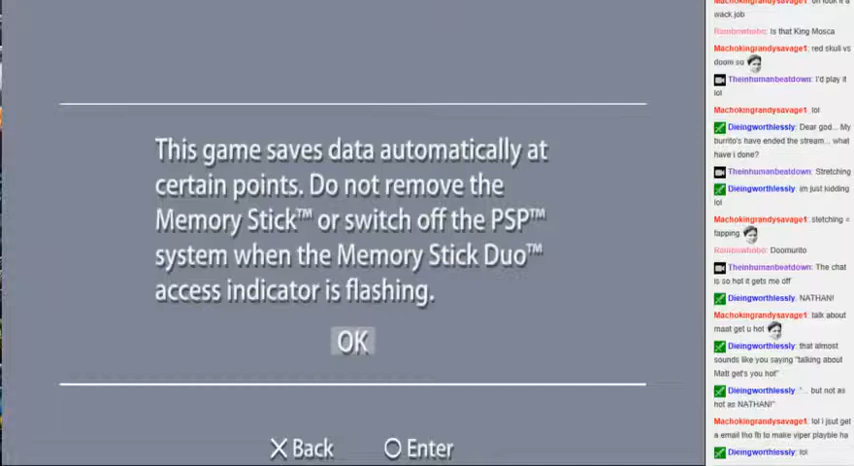 This game saves data automatically at
certain points. Do not remove the
Memory Stick™ or switch off the PSP™
system when the Memory Stick Duo™
access indicator is flashing.
OK
X Back
O Enter
wack job
Is that King Mosca
Machokingrandysavage1: red skull vs
doom so
Theinhumanbeatdown: I'd play it
lol
Machokingrandysavage1: lol
Dieingworthlessly: Dear god... My
burrito's have ended the stream... what
have i done?
Theinhumanbeatdown: Stretching
Dieingworthlessly: im just kidding
lol
Machokingrandysavage1: stetching =
fapping
Doomurito
Theinhumanbeatdown: The chat
is so hot it gets me off
Dieingworthlessly: NATHAN!
Machokingrandysavage1: talk about
maat get u hot
Dieingworthlessly: that almost
sounds like you saying "talking about
Matt get's you hot"
Dieingworthlessly: "... but not as
hot as NATHAN!"
Machokingrandysavage1: lol i jsut get
a email tho fb to make viper playble ha
Dieingworthlessly: lol